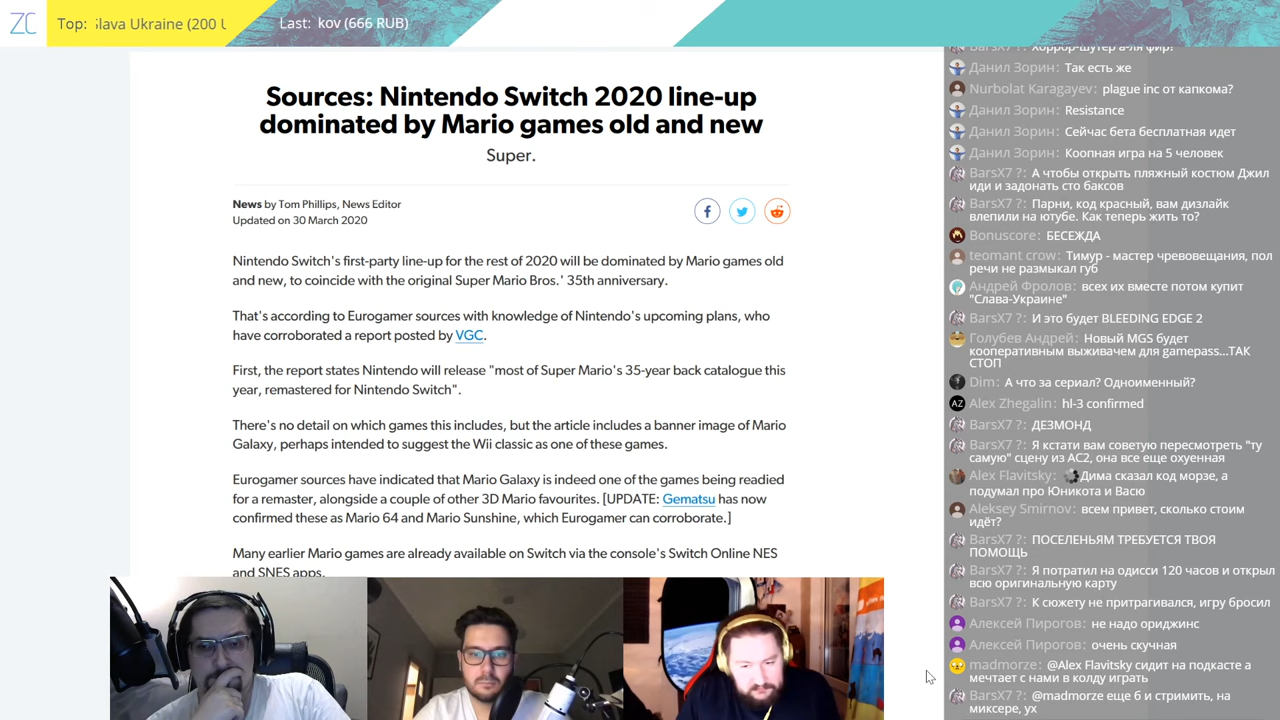 ZC
Top: Slava Ukraine (200 U
Last: kov (666 RUB)
Sources: Nintendo Switch 2020 line-up
dominated by Mario games old and new
Super.
News by Tom Phillips, News Editor
Updated on 30 March 2020
Nintendo Switch's first-party line-up for the rest of 2020 will be dominated by Mario games old
and new, to coincide with the original Super Mario Bros.' 35th anniversary.
That's according to Eurogamer sources with knowledge of Nintendo's upcoming plans, who
have corroborated a report posted by VGC.
First, the report states Nintendo will release "most of Super Mario's 35-year back catalogue this
year, remastered for Nintendo Switch".
There's no detail on which games this includes, but the article includes a banner image of Mario
Galaxy, perhaps intended to suggest the Wii classic as one of these games.
Eurogamer sources have indicated that Mario Galaxy is indeed one of the games being readied
for a remaster, alongside a couple of other 3D Mario favourites. [UPDATE: Gematsu has now
confirmed these as Mario 64 and Mario Sunshine, which Eurogamer can corroborate.]
Many earlier Mario games are already available on Switch via the console's Switch Online NES
and SNES apps.
BarsX7 ?: Хоррор-шутер а-ля фир!
Данил Зорин: Так есть же
Nurbolat Karagayev: plague inc от капкома?
Данил Зорин: Resistance
Данил Зорин: Сейчас бета бесплатная идет
Данил Зорин: Коопная игра на 5 человек
BarsX7 ?: А чтобы открыть пляжный костюм Джил
иди и задонать сто баксов
BarsX7 ?: Парни, код красный, вам дизлайк
влепили на ютубе. Как теперь жить то?
Bonuscore: БЕСЕЖДА
teomant crow: Тимур - мастер чревовещания, пол
речи не размыкал губ
Андрей Фролов: всех их вместе потом купит
"Слава-Украине"
BarsX7 ?: И это будет BLEEDING EDGE 2
Голубев Андрей: Новый MGS будет
кооперативным выживачем для gamepass...ТАК
СТОП
Dim: А что за сериал? Одноименный?
AZ Alex Zhegalin: hl-3 confirmed
BarsX7 ?: ДЕЗМОНД
BarsX7 ?: Я кстати вам советую пересмотреть "ту
самую" сцену из АС2, она все еще охуенная
Alex Flavitsky: Дима сказал код морзе, а
подумал про Юникота и Васю
Aleksey Smirnov: всем привет, сколько стоим
идёт?
BarsX7 ?: ПОСЕЛЕНЬЯМ ТРЕБУЕТСЯ ТВОЯ
ПОМОЩЬ
BarsX7 ?: Я потратил на одисси 120 часов и открыл
всю оригинальную карту
BarsX7 ?: К сюжету не притрагивался, игру бросил
Алексей Пирогов: не надо ориджинс
Алексей Пирогов: очень скучная
madmorze: @Alex Flavitsky сидит на подкасте а
мечтает с нами в колду играть
BarsX7 ?: @madmorze еще б и стримить, на
миксере, ух